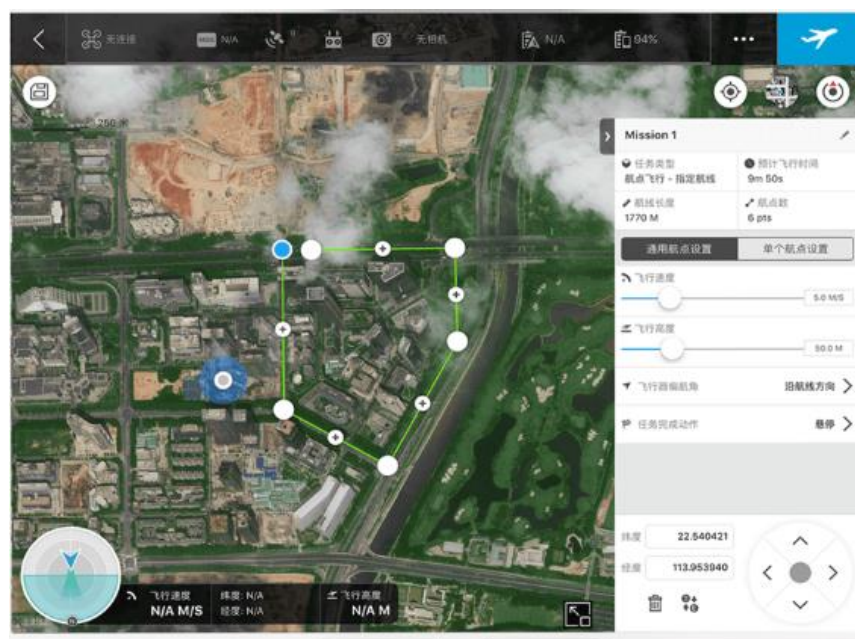 无连接
MODE N/A
0
无相机
N/A
94%
250 米
Mission 1
任务类型
航点飞行 - 指定航线
预计飞行时间
9m 50s
航线长度
1770 M
航点数
6 pts
通用航点设置
单个航点设置
飞行速度
5.0 M/S
飞行高度
50.0 M
飞行器偏航角
沿航线方向
任务完成动作
悬停
纬度
22.540421
经度
113.953940
飞行速度
N/A M/S
纬度: N/A
经度: N/A
飞行高度
N/A M